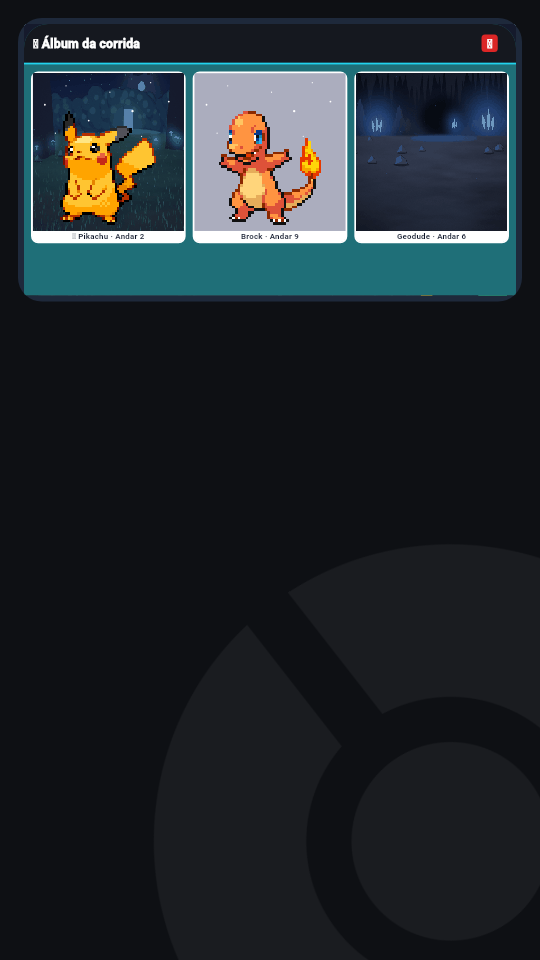 Álbum da corrida
Pikachu · Andar 2
Brock · Andar 9
Geodude · Andar 6